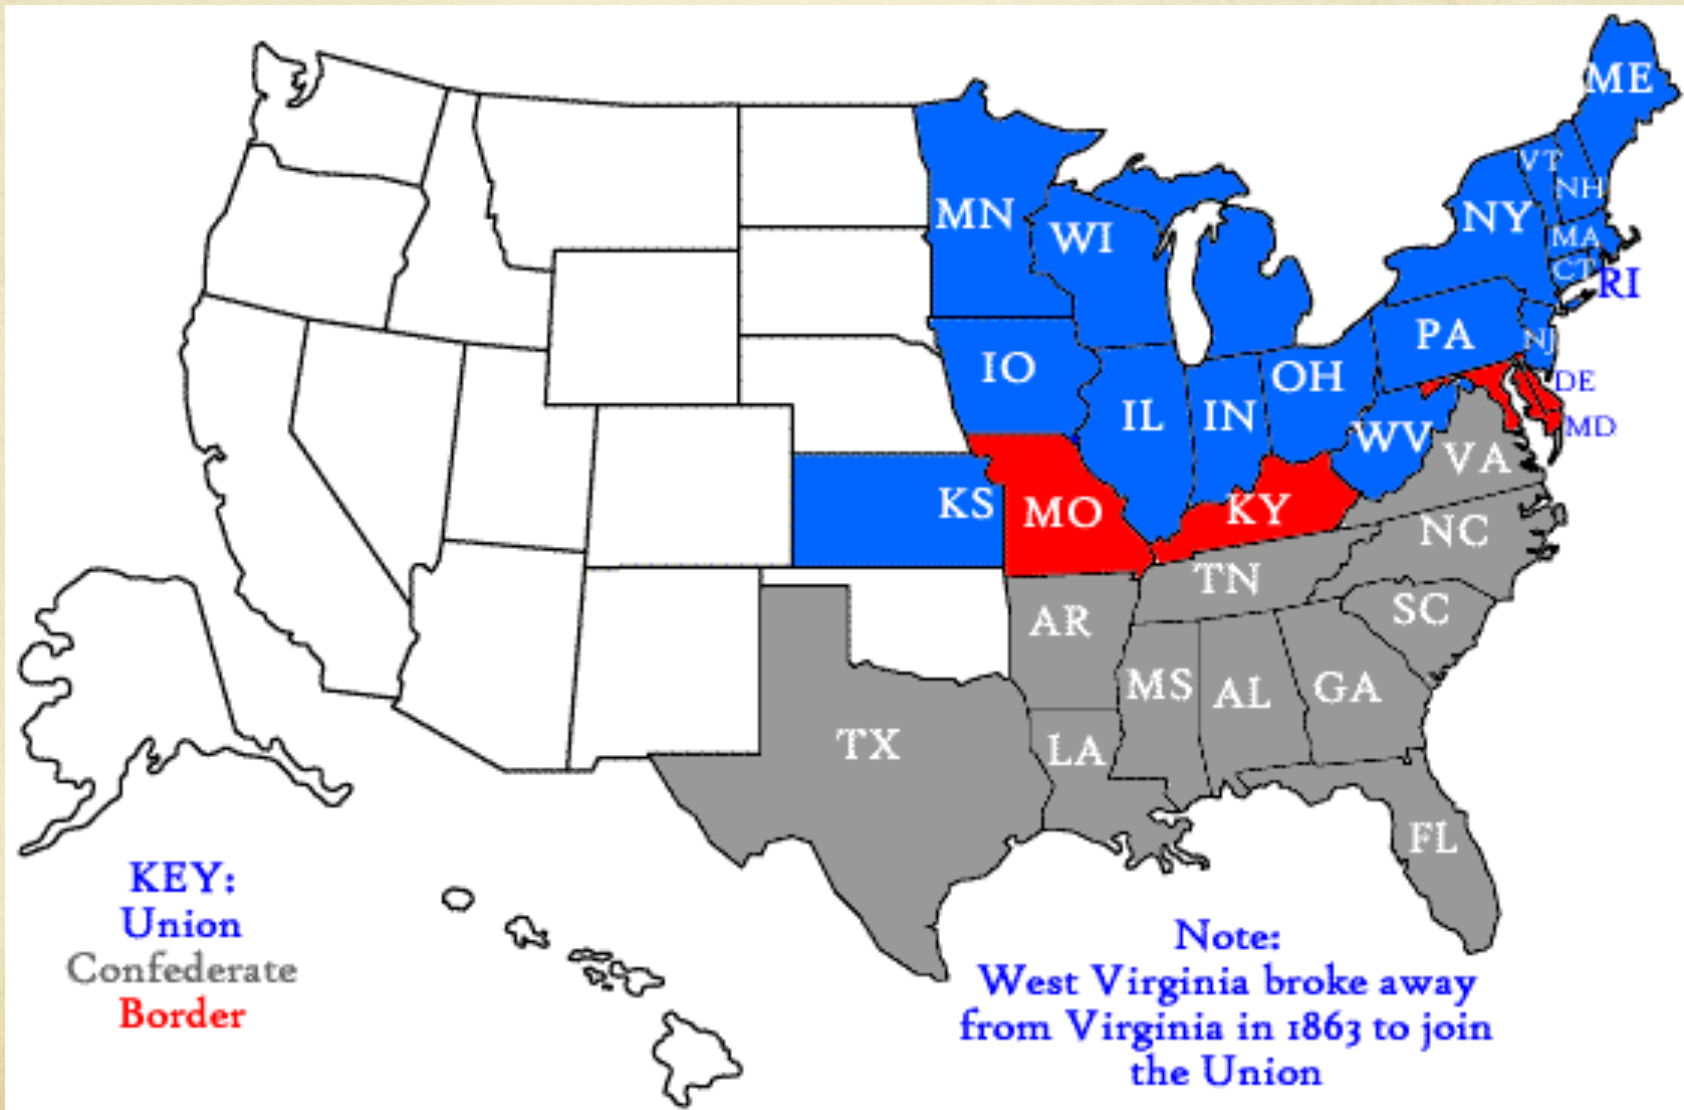 ME
VT
NH
MN
NY
WI
MA
CT
RI
PA
NJ
IO
OH
DE
IL
IN
MD
WV
VA
KS
MO
KY
NC
TN
SC
AR
MS
AL
GA
TX
LA
FL
KEY:
Union
Confederate
Border
Note:
West Virginia broke away
from Virginia in 1863 to join
the Union